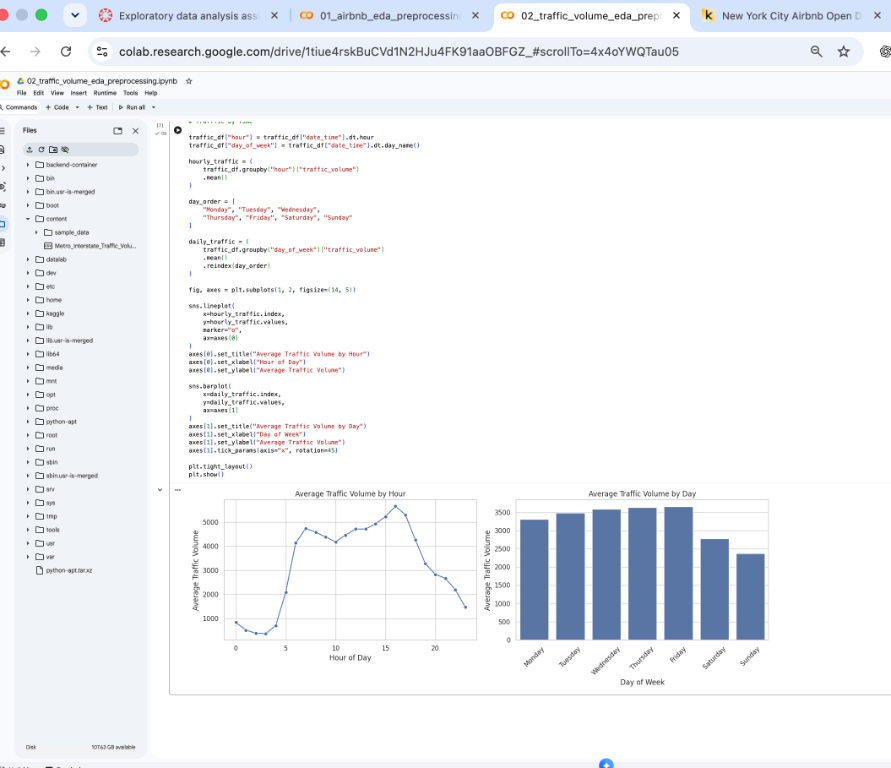 Exploratory data analysis ass
01_airbnb_eda_preprocessing
02_traffic_volume_eda_prep
New York City Airbnb Open D
colab.research.google.com/drive/1tiue4rskBuCVd1N2HJu4FK91aaOBFGZ_#scrollTo=4x4oYWQTau05
02_traffic_volume_eda_preprocessing.ipynb
File Edit View Insert Runtime Tools Help
Commands + Code + Text Run all
Files
backend-container
bin
bin.usr-is-merged
boot
content
sample_data
Metro_Interstate_Traffic_Volu...
datalab
dev
etc
home
kaggle
lib
lib.usr-is-merged
lib64
media
mnt
opt
proc
python-apt
root
run
sbin
sbin.usr-is-merged
srv
sys
tmp
tools
usr
var
python-apt.tar.xz
Disk 107.63 GB available
# Traffic by Time
traffic_df["hour"] = traffic_df["date_time"].dt.hour
traffic_df["day_of_week"] = traffic_df["date_time"].dt.day_name()
hourly_traffic = (
traffic_df.groupby("hour")["traffic_volume"]
.mean()
)
day_order = [
"Monday", "Tuesday", "Wednesday",
"Thursday", "Friday", "Saturday", "Sunday"
]
daily_traffic = (
traffic_df.groupby("day_of_week")["traffic_volume"]
.mean()
.reindex(day_order)
)
fig, axes = plt.subplots(1, 2, figsize=(14, 5))
sns.lineplot(
x=hourly_traffic.index,
y=hourly_traffic.values,
marker="o",
ax=axes[0]
)
axes[0].set_title("Average Traffic Volume by Hour")
axes[0].set_xlabel("Hour of Day")
axes[0].set_ylabel("Average Traffic Volume")
sns.barplot(
x=daily_traffic.index,
y=daily_traffic.values,
ax=axes[1]
)
axes[1].set_title("Average Traffic Volume by Day")
axes[1].set_xlabel("Day of Week")
axes[1].set_ylabel("Average Traffic Volume")
axes[1].tick_params(axis="x", rotation=45)
plt.tight_layout()
plt.show()
Average Traffic Volume by Hour
Average Traffic Volume
5000
4000
3000
2000
1000
0 5 10 15 20
Hour of Day
Average Traffic Volume by Day
Average Traffic Volume
3500
3000
2500
2000
1500
1000
500
0
Monday Tuesday Wednesday Thursday Friday Saturday Sunday
Day of Week